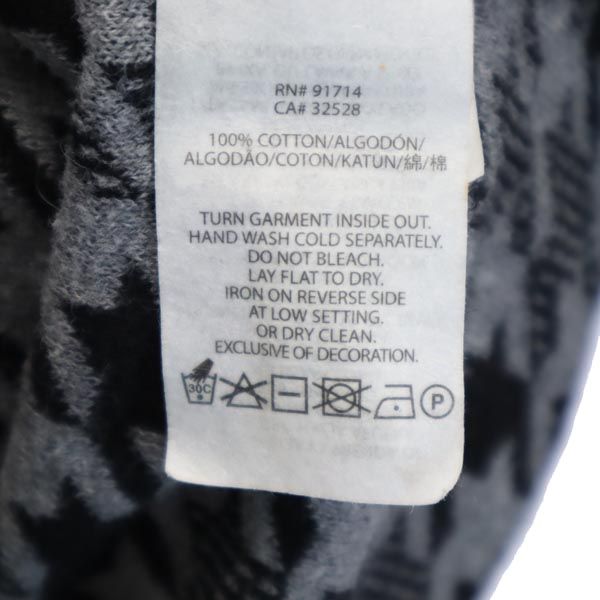 RN# 91714
CA# 32528
100% COTTON/ALGODÓN/
ALGODÃO/COTON/KATUN/綿/棉
TURN GARMENT INSIDE OUT.
HAND WASH COLD SEPARATELY.
DO NOT BLEACH.
LAY FLAT TO DRY.
IRON ON REVERSE SIDE
AT LOW SETTING.
OR DRY CLEAN.
EXCLUSIVE OF DECORATION.
30C P